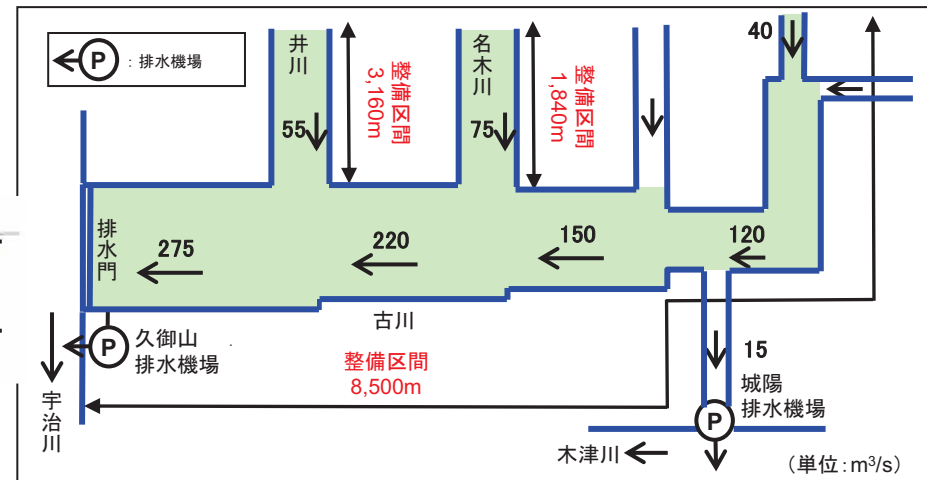 P
：排水機場
井川
55
整備区間
3,160m
名木川
75
整備区間
1,840m
40
排水門
275
220
150
120
古川
P
久御山
排水機場
整備区間
8,500m
宇治川
15
城陽
排水機場
P
木津川
（単位：m³/s）